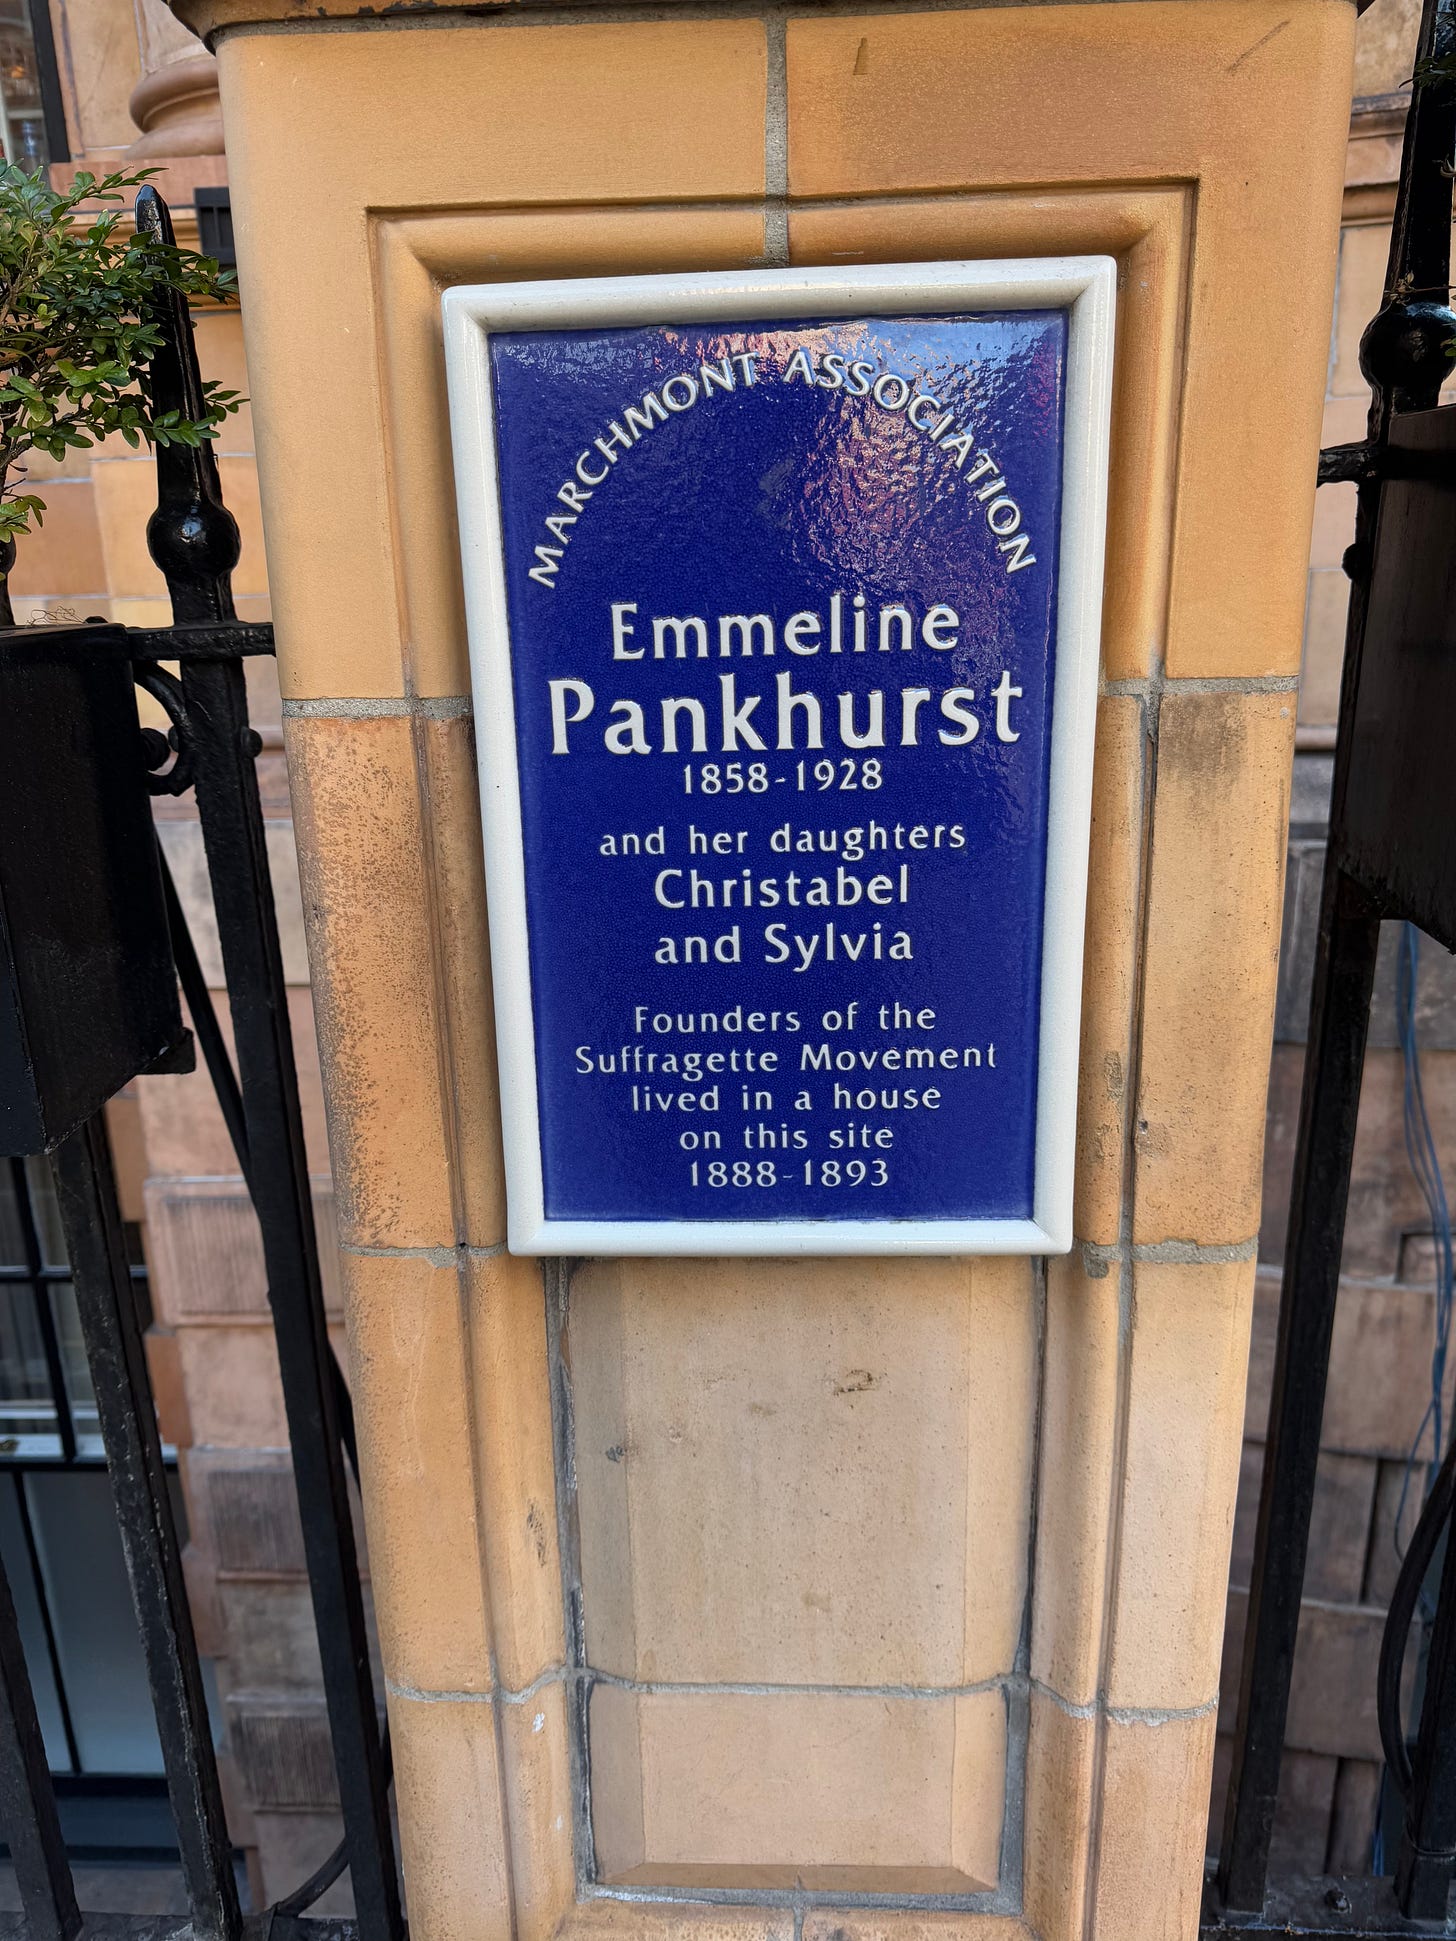 MARCHMONT ASSOCIATION
Emmeline
Pankhurst
1858-1928
and her daughters
Christabel
and Sylvia
Founders of the
Suffragette Movement
lived in a house
on this site
1888-1893